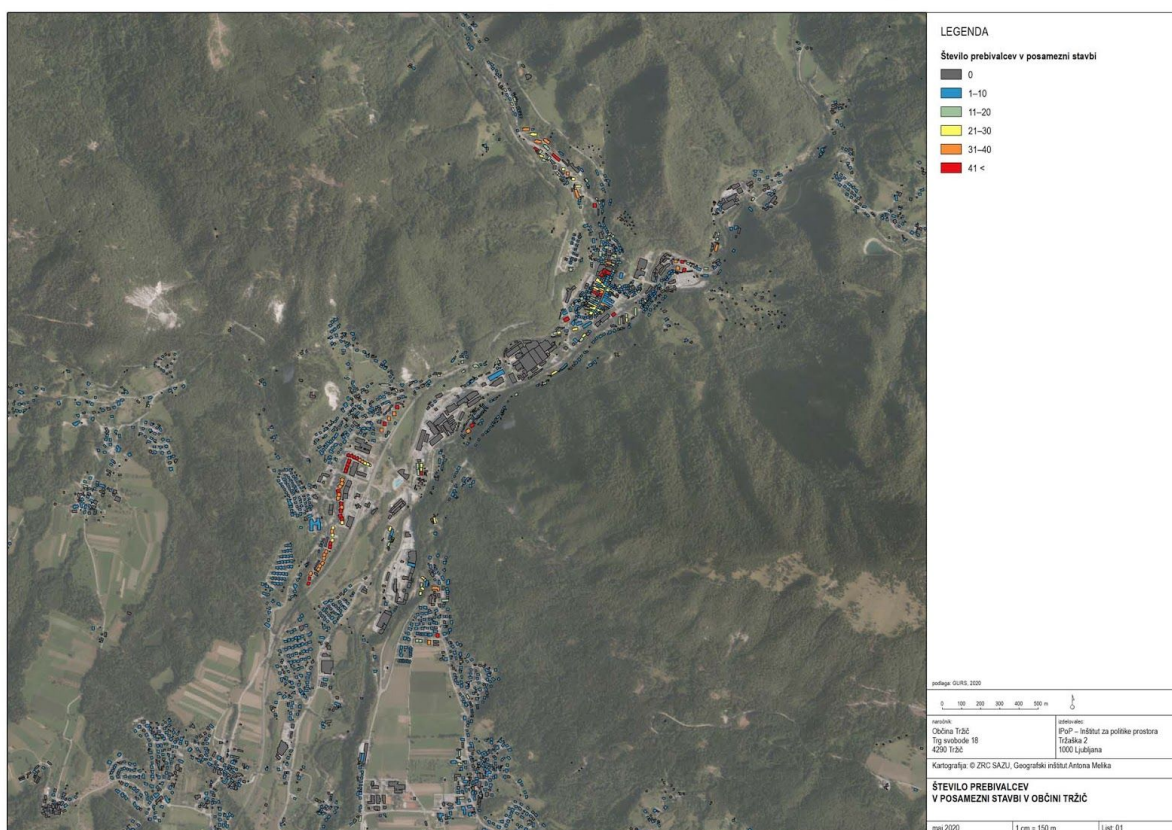 LEGENDA
Število prebivalcev v posamezni stavbi
0
1–10
11–20
21–30
31–40
41 <
podlaga: GURS, 2020
0 100 200 300 400 500 m
naročnik:
Občina Tržič
Trg svobode 18
4290 Tržič
izdelovalec:
IPoP – Inštitut za politike prostora
Tržaška 2
1000 Ljubljana
Kartografija: © ZRC SAZU, Geografski inštitut Antona Melika
ŠTEVILO PREBIVALCEV
V POSAMEZNI STAVBI V OBČINI TRŽIČ
maj 2020
1 cm = 150 m
List: 01